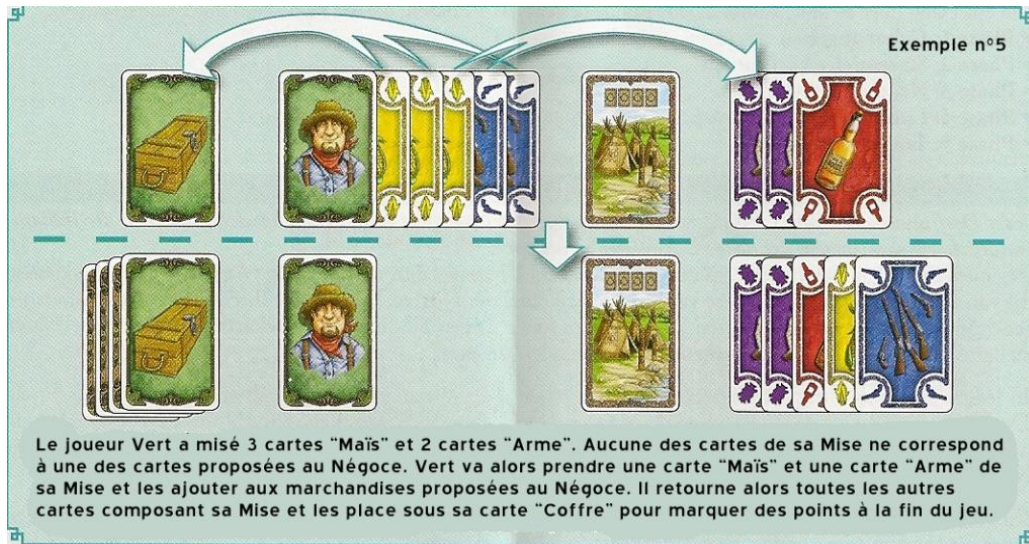 Exemple nº5
Le joueur Vert a misé 3 cartes "Maïs" et 2 cartes "Arme". Aucune des cartes de sa Mise ne correspond
à une des cartes proposées au Négoce. Vert va alors prendre une carte "Maïs" et une carte "Arme" de
sa Mise et les ajouter aux marchandises proposées au Négoce. Il retourne alors toutes les autres
cartes composant sa Mise et les place sous sa carte "Coffre" pour marquer des points à la fin du jeu.